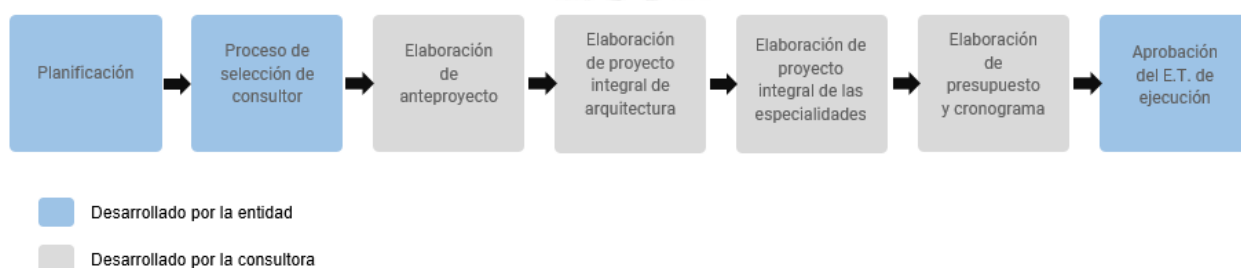 Planificación
Proceso de
selección de
consultor
Elaboración
de
anteproyecto
Elaboración
de proyecto
integral de
arquitectura
Elaboración de
proyecto
integral de las
especialidades
Elaboración
de
presupuesto
y cronograma
Aprobación
del E.T. de
ejecución
Desarrollado por la entidad
Desarrollado por la consultora